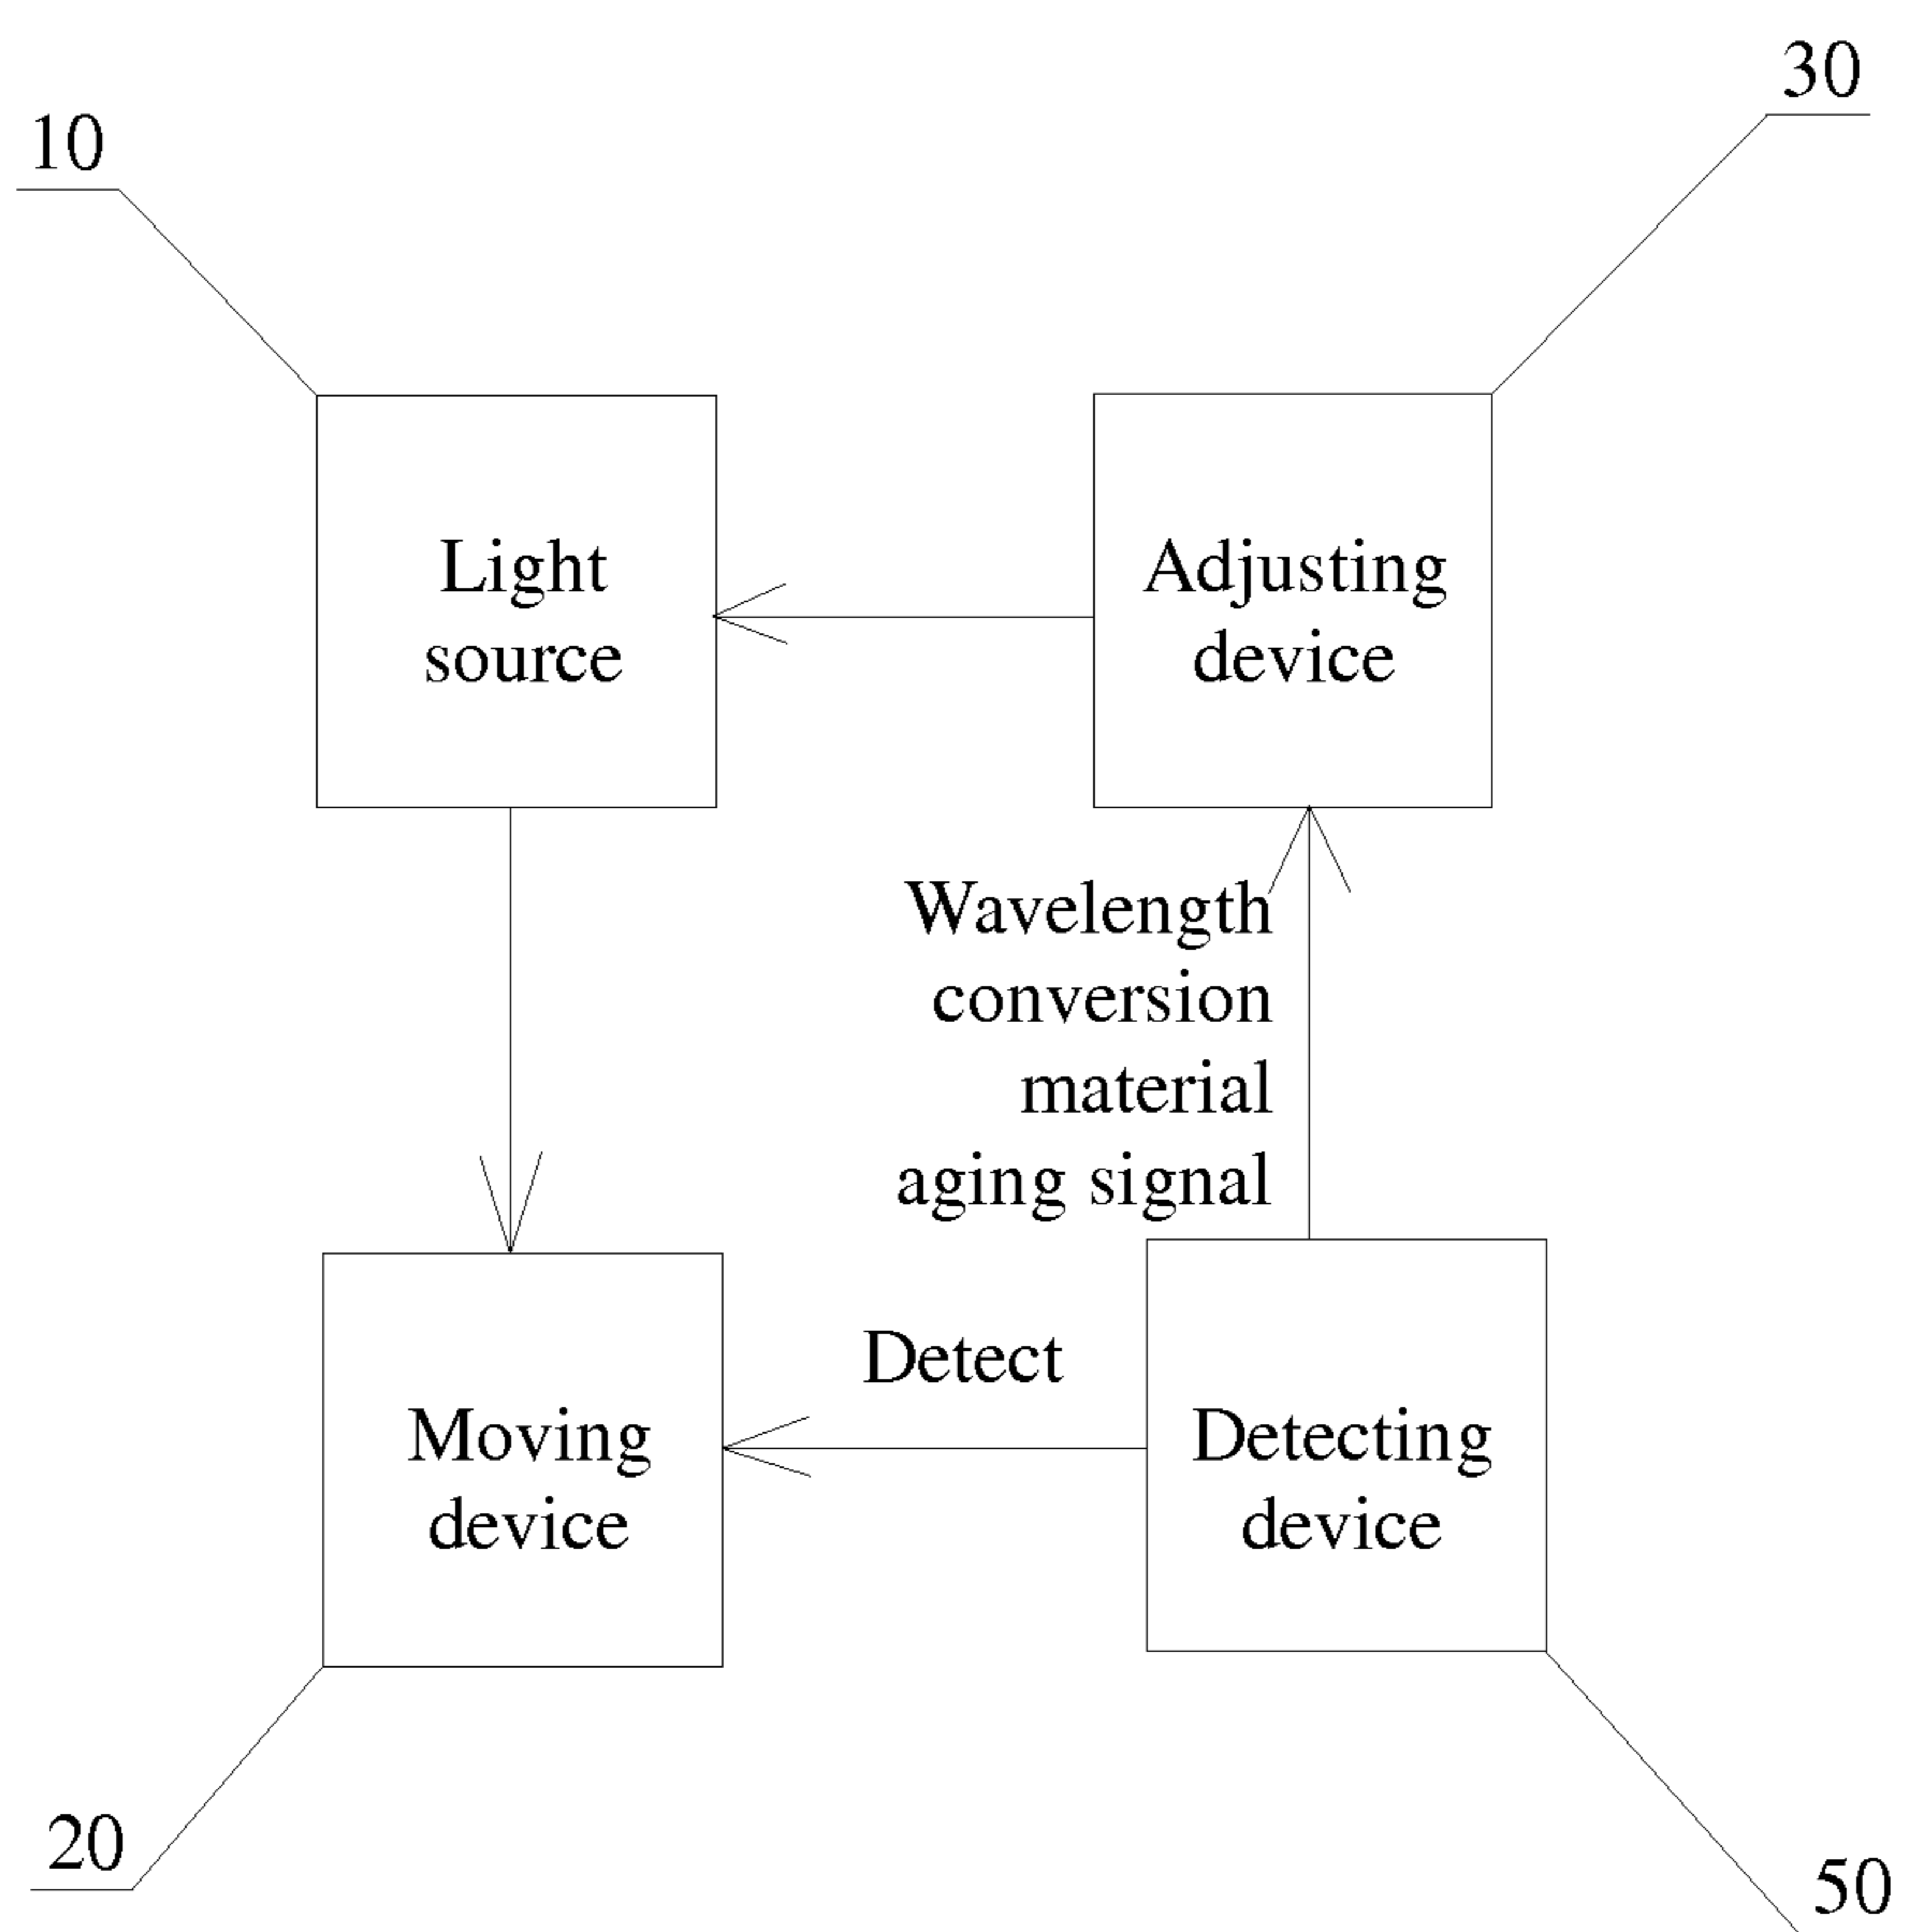 30
10
Light
source
Adjusting
device
Wavelength
conversion
material
aging signal
Detect
Moving
device
Detecting
device
20
50